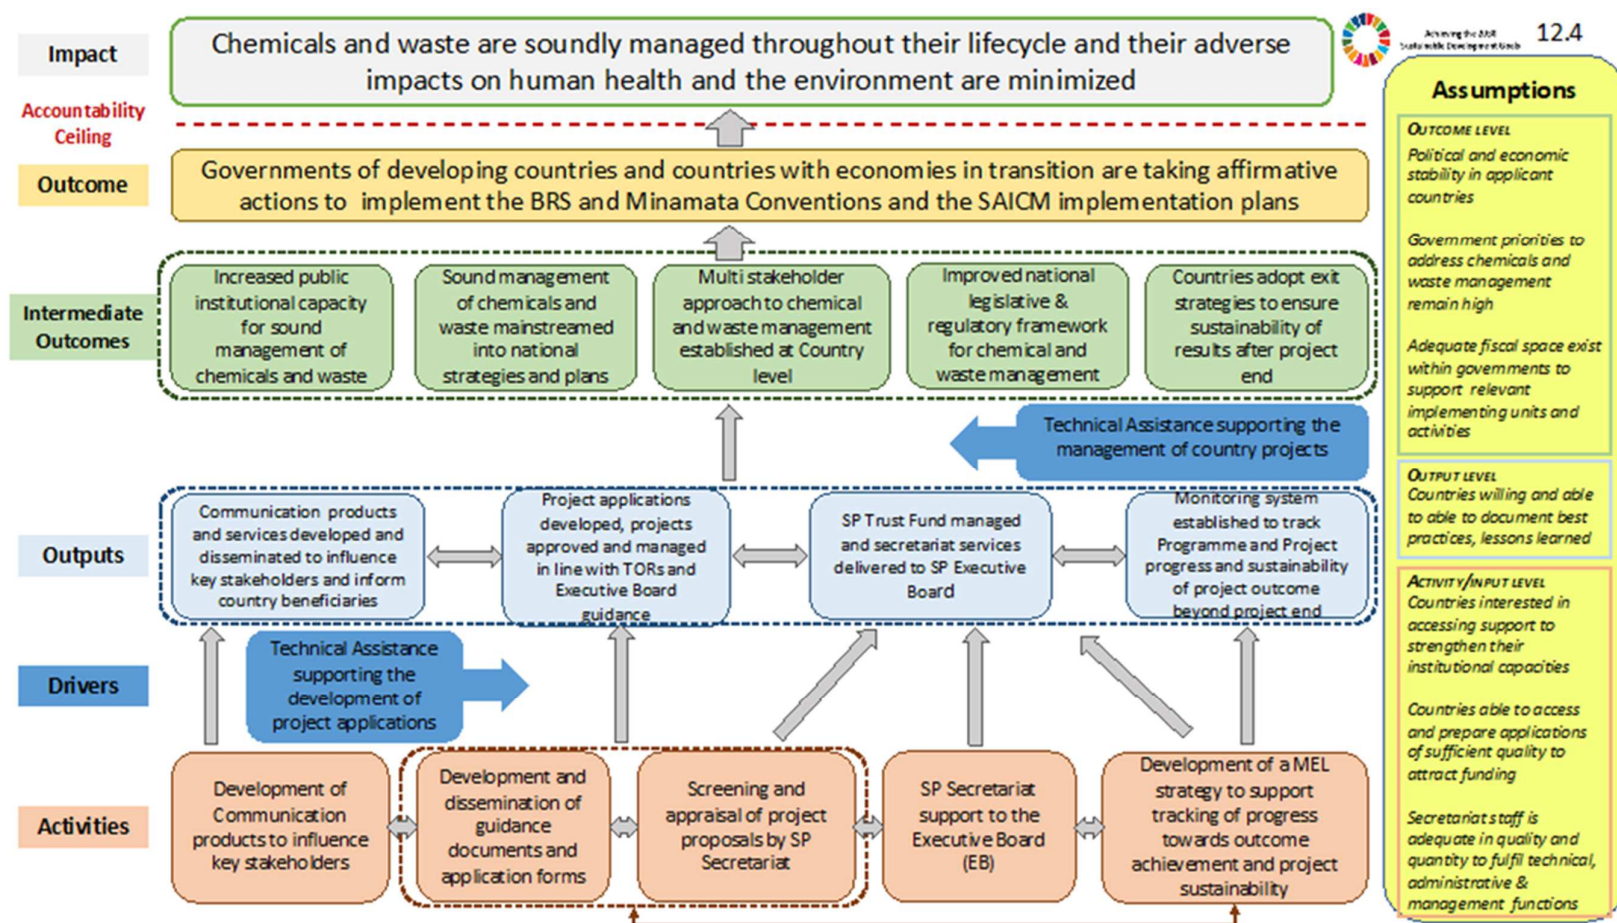 Impact
Chemicals and waste are soundly managed throughout their lifecycle and their adverse
impacts on human health and the environment are minimized
Achieving the 2030
Sustainable Development Goals
12.4
Accountability
Ceiling
Outcome
Governments of developing countries and countries with economies in transition are taking affirmative
actions to implement the BRS and Minamata Conventions and the SAICM implementation plans
Intermediate
Outcomes
Increased public
institutional capacity
for sound
management of
chemicals and waste
Sound management
of chemicals and
waste mainstreamed
into national
strategies and plans
Multi stakeholder
approach to chemical
and waste management
established at Country
level
Improved national
legislative &
regulatory framework
for chemical and
waste management
Countries adopt exit
strategies to ensure
sustainability of
results after project
end
Technical Assistance supporting the
management of country projects
Outputs
Communication products
and services developed and
disseminated to influence
key stakeholders and inform
country beneficiaries
Project applications
developed, projects
approved and managed
in line with TORs and
Executive Board
guidance
SP Trust Fund managed
and secretariat services
delivered to SP Executive
Board
Monitoring system
established to track
Programme and Project
progress and sustainability
of project outcome
beyond project end
Drivers
Technical Assistance
supporting the
development of
project applications
Activities
Development of
Communication
products to influence
key stakeholders
Development and
dissemination of
guidance
documents and
application forms
Screening and
appraisal of project
proposals by SP
Secretariat
SP Secretariat
support to the
Executive Board
(EB)
Development of a MEL
strategy to support
tracking of progress
towards outcome
achievement and project
sustainability
Assumptions
OUTCOME LEVEL
Political and economic
stability in applicant
countries
Government priorities to
address chemicals and
waste management
remain high
Adequate fiscal space exist
within governments to
support relevant
implementing units and
activities
OUTPUT LEVEL
Countries willing and able
to able to document best
practices, lessons learned
ACTIVITY/INPUT LEVEL
Countries interested in
accessing support to
strengthen their
institutional capacities
Countries able to access
and prepare applications
of sufficient quality to
attract funding
Secretariat staff is
adequate in quality and
quantity to fulfil technical,
administrative &
management functions